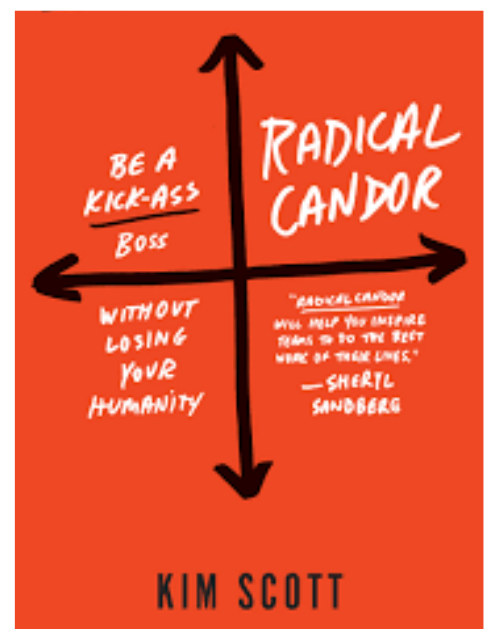 RADICAL
CANDOR
BE A
KICK-ASS
BOSS
WITHOUT
LOSING
YOUR
HUMANITY
"RADICAL CANDOR
WILL HELP YOU INSPIRE
TEAMS TO DO THE BEST
WORK OF THEIR LIVES."
—SHERYL
SANDBERG
KIM SCOTT